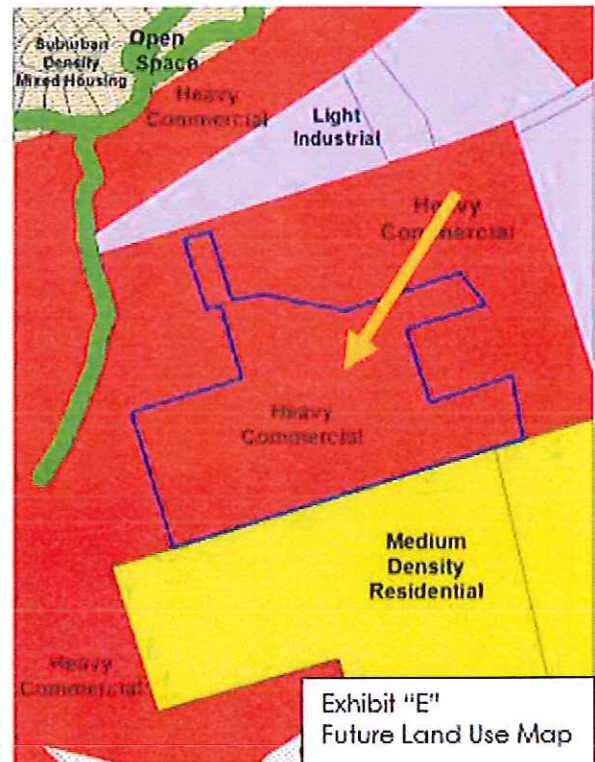 Suburban
Density
Mixed Housing
Open
Space
Heavy
Commercial
Light
Industrial
Heavy
Commercial
Heavy
Commercial
Medium
Density
Residential
Heavy
Commercial
Exhibit "E"
Future Land Use Map